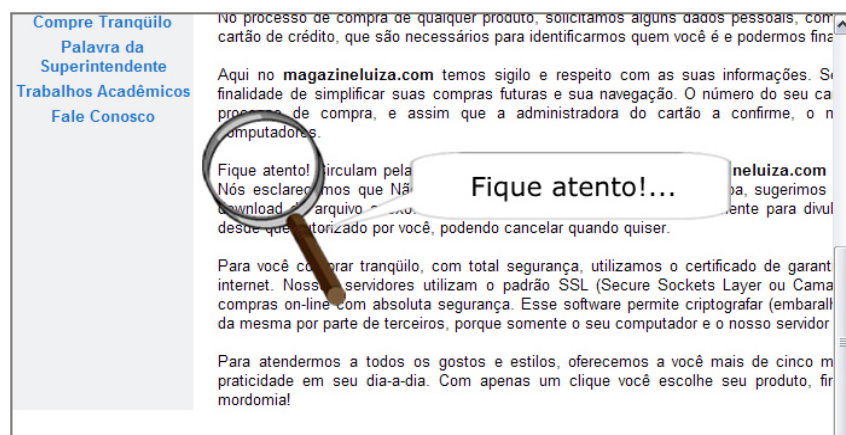 Compre Tranqüilo
Palavra da
Superintendente
Trabalhos Acadêmicos
Fale Conosco
No processo de compra de qualquer produto, solicitamos alguns dados pessoais, com
cartão de crédito, que são necessários para identificarmos quem você é e podermos fina
Aqui no magazineluiza.com temos sigilo e respeito com as suas informações. Se
finalidade de simplificar suas compras futuras e sua navegação. O número do seu ca
processo de compra, e assim que a administradora do cartão a confirme, o n
computadores.
Fique atento! Circulam pela neluiza.com
Nós esclarecemos que Nã sugerimos
download de arquivo para divul
desde que autorizado por você, podendo cancelar quando quiser.
Fique atento!...
Para você comprar tranqüilo, com total segurança, utilizamos o certificado de garant
internet. Nossos servidores utilizam o padrão SSL (Secure Sockets Layer ou Cama
compras on-line com absoluta segurança. Esse software permite criptografar (embaralh
da mesma por parte de terceiros, porque somente o seu computador e o nosso servidor
Para atendermos a todos os gostos e estilos, oferecemos a você mais de cinco m
praticidade em seu dia-a-dia. Com apenas um clique você escolhe seu produto, fin
mordomia!